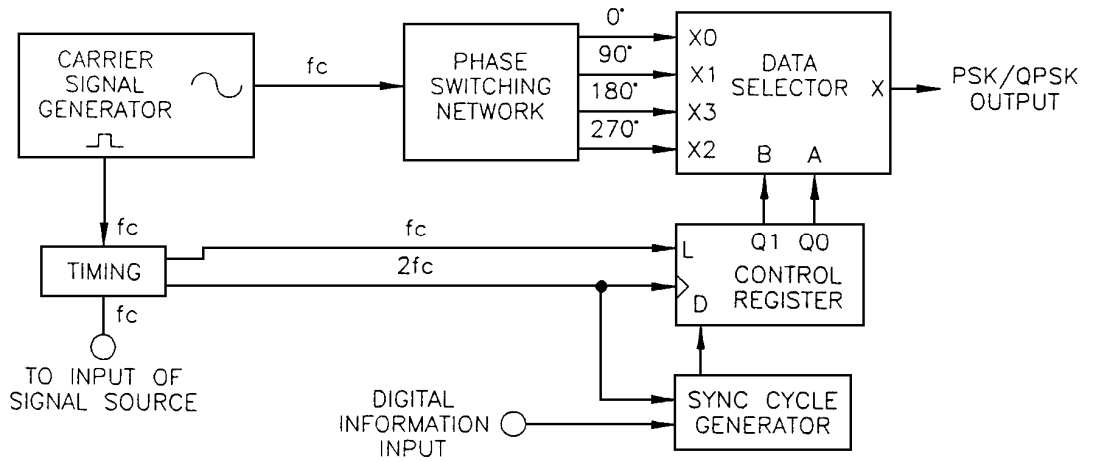 CARRIER
SIGNAL
GENERATOR
fc
PHASE
SWITCHING
NETWORK
0°
90°
180°
270°
X0
X1
X3
X2
DATA
SELECTOR
X
B A
PSK/QPSK
OUTPUT
fc
TIMING
fc
TO INPUT OF
SIGNAL SOURCE
fc
2fc
L
Q1 Q0
CONTROL
REGISTER
D
DIGITAL
INFORMATION
INPUT
SYNC CYCLE
GENERATOR